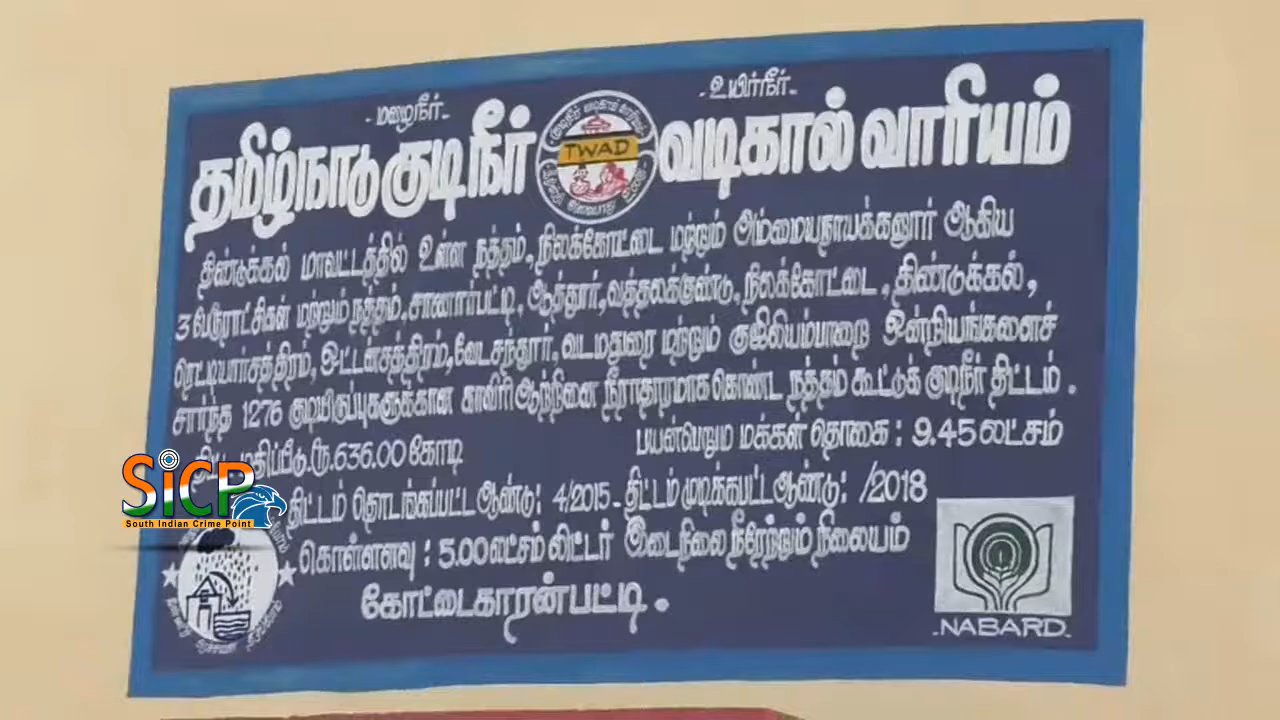 -மழைநீர்- -உயிர்நீர்-
தமிழ்நாடு குடிநீர் TWAD வடிகால் வாரியம்
திண்டுக்கல் மாவட்டத்தில் உள்ள நத்தம், நிலக்கோட்டை மற்றும் அம்மையநாயக்கனூர் ஆகிய
3 பேரூராட்சிகள் மற்றும் நத்தம், சாணார்பட்டி, ஆத்தூர், வத்தலக்குண்டு, நிலக்கோட்டை, திண்டுக்கல்,
ரெட்டியார்சத்திரம், ஒட்டன்சத்திரம், வேடசந்தூர், வடமதுரை மற்றும் குஜிலியம்பாறை ஒன்றியங்களைச்
சார்ந்த 1276 குடியிருப்புகளுக்கான காவிரி ஆற்றினை நீராதாரமாக கொண்ட நத்தம் கூட்டுக் குடிநீர் திட்டம்.
மதிப்பீடு.ரூ.636.00 கோடி பயன்பெறும் மக்கள் தொகை : 9.45 லட்சம்
திட்டம் தொடங்கப்பட்ட ஆண்டு: 4/2015 - திட்டம் முடிக்கபட்ட ஆண்டு: /2018
கொள்ளளவு : 5.00 லட்சம் லிட்டர் இடைநிலை நீரேற்றும் நிலையம்
கோட்டைகாரன்பட்டி.
-NABARD-
SiCP
South Indian Crime Point